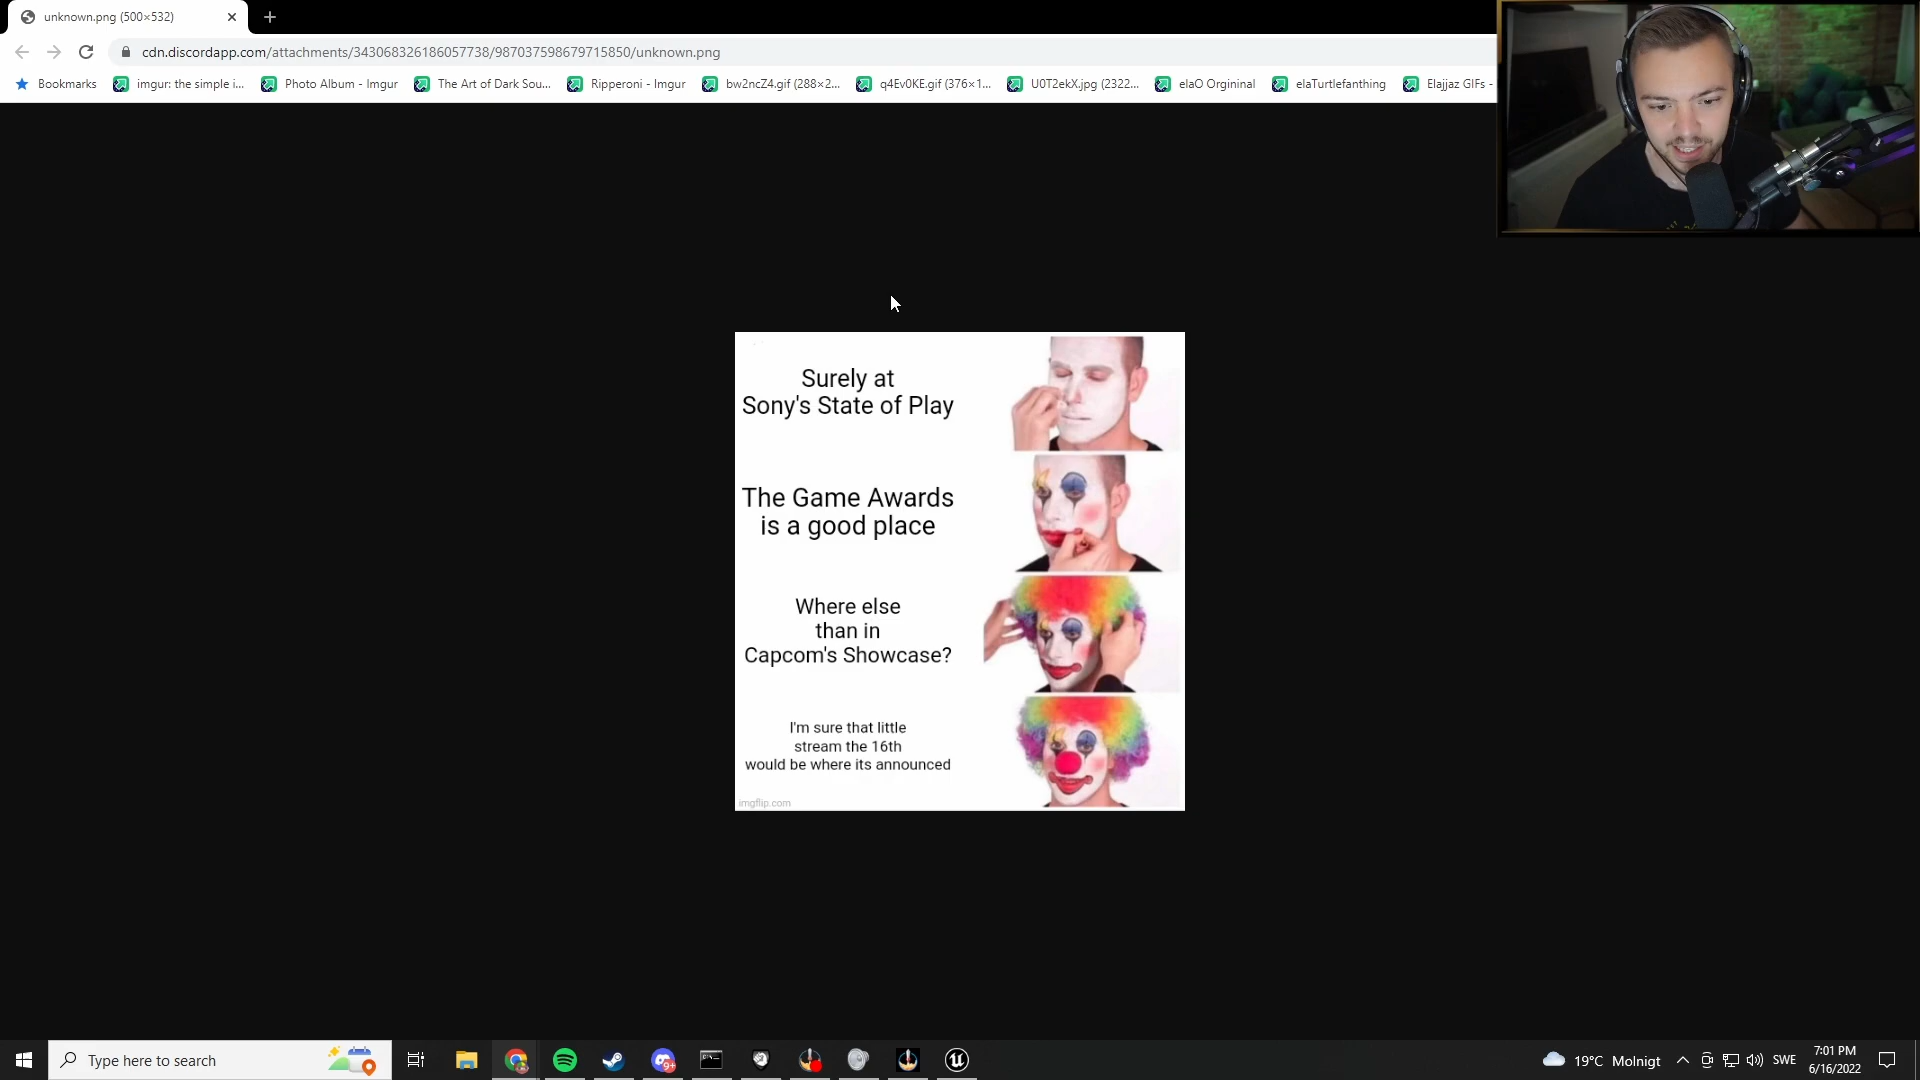 unknown.png (500×532)
cdn.discordapp.com/attachments/343068326186057738/987037598679715850/unknown.png
Bookmarks
imgur: the simple i...
Photo Album - Imgur
The Art of Dark Sou...
Ripperoni - Imgur
bw2ncZ4.gif (288×2...
q4Ev0KE.gif (376×1...
U0T2ekX.jpg (2322...
elaO Orgininal
elaTurtlefanthing
Elajjaz GIFs -
Surely at
Sony's State of Play
The Game Awards
is a good place
Where else
than in
Capcom's Showcase?
I'm sure that little
stream the 16th
would be where its announced
imgflip.com
Type here to search
9+
19°C Molnigt
SWE
7:01 PM
6/16/2022